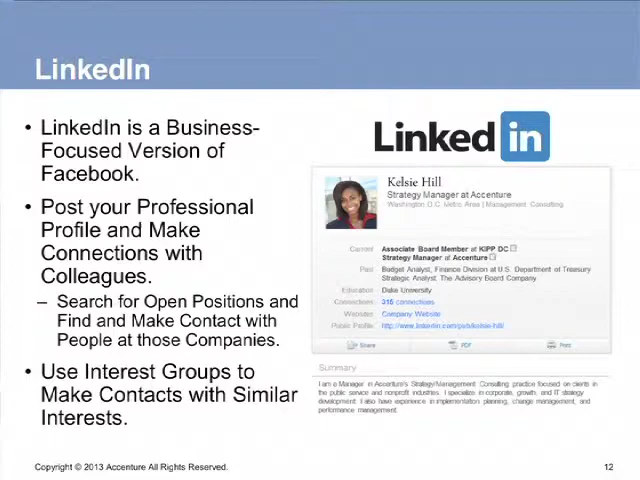 LinkedIn
• LinkedIn is a Business-
Focused Version of
Facebook.
• Post your Professional
Profile and Make
Connections with
Colleagues.
– Search for Open Positions and
Find and Make Contact with
People at those Companies.
• Use Interest Groups to
Make Contacts with Similar
Interests.
Linked in
Kelsie Hill
Strategy Manager at Accenture
Washington D.C. Metro Area | Management Consulting
Current Associate Board Member at KIPP DC
Strategy Manager at Accenture
Past Budget Analyst, Finance Division at U.S. Department of Treasury
Strategic Analyst, The Advisory Board Company
Education Duke University
Connections 316 connections
Websites Company Website
Public Profile http://www.linkedin.com/pub/kelsie-hill/
Share PDF Print
Summary
I am a Manager in Accenture's Strategy/Management Consulting practice focused on clients in
the public service and nonprofit industries. I specialize in corporate, growth, and IT strategy
development. I also have experience in implementation planning, change management, and
performance management.
Copyright © 2013 Accenture All Rights Reserved.
12